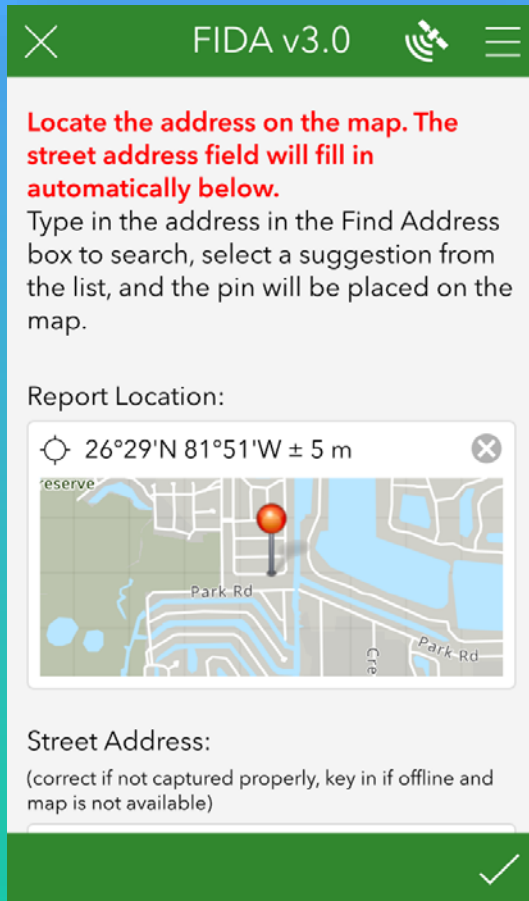 FIDA v3.0
Locate the address on the map. The
street address field will fill in
automatically below.
Type in the address in the Find Address
box to search, select a suggestion from
the list, and the pin will be placed on the
map.
Report Location:
26°29'N 81°51'W ± 5 m
eserve
Park Rd
Park Rd
Cre
Street Address:
(correct if not captured properly, key in if offline and
map is not available)